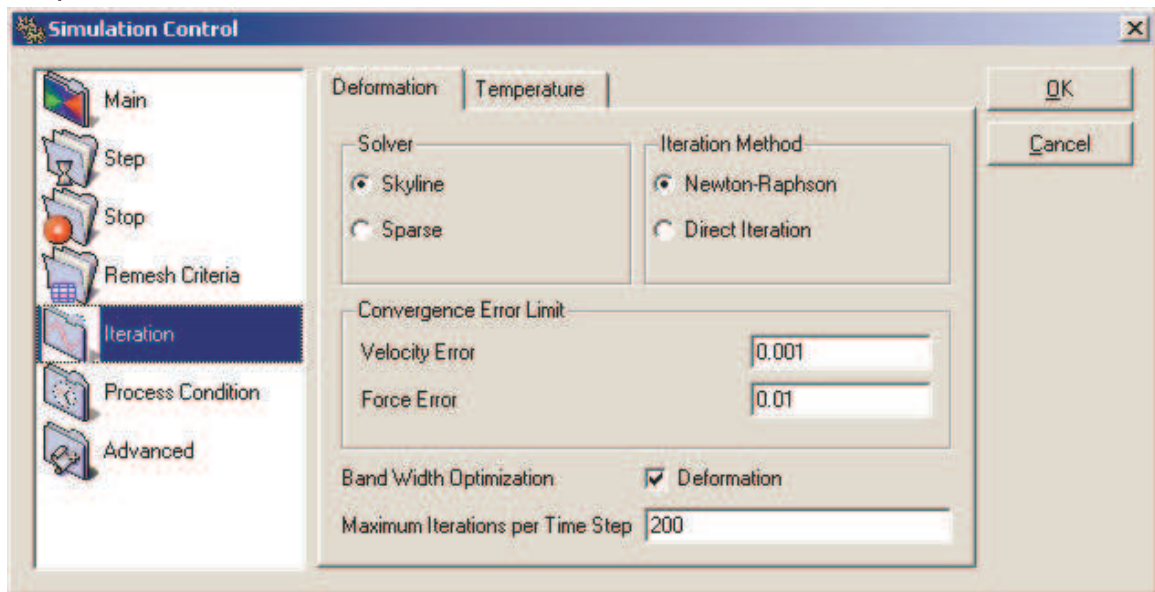 Simulation Control
Main
Step
Stop
Remesh Criteria
Iteration
Process Condition
Advanced
Deformation Temperature
Solver
Skyline
Sparse
Iteration Method
Newton-Raphson
Direct Iteration
Convergence Error Limit
Velocity Error 0.001
Force Error 0.01
Band Width Optimization Deformation
Maximum Iterations per Time Step 200
OK
Cancel